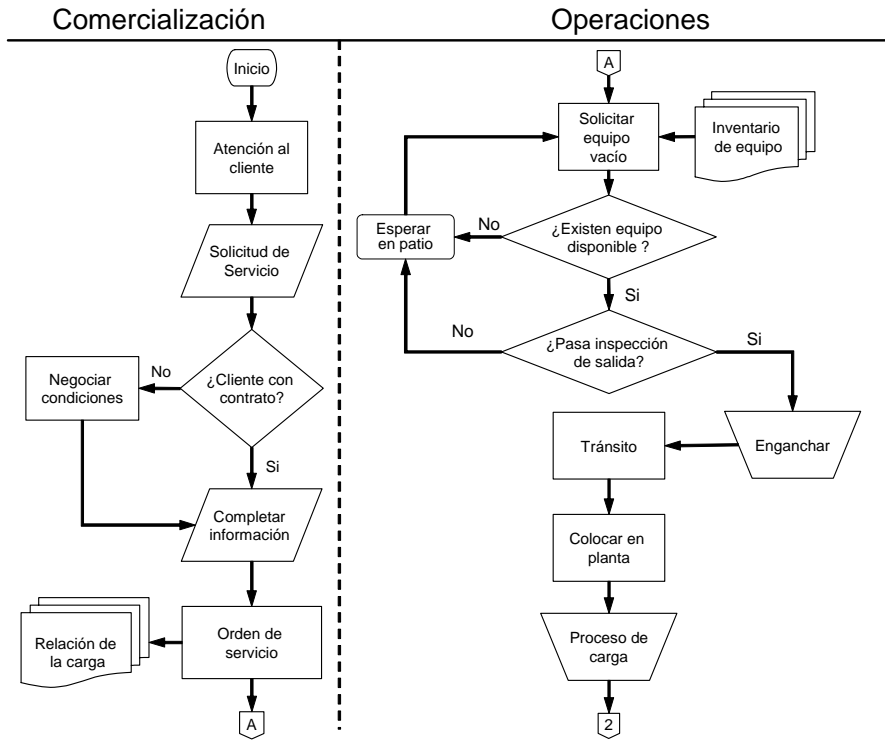 Comercialización
Inicio
Atención al
cliente
Solicitud de
Servicio
¿Cliente con
contrato?
No
Negociar
condiciones
Si
Completar
información
Orden de
servicio
Relación de
la carga
A
Operaciones
A
Solicitar
equipo
vacío
Inventario
de equipo
¿Existen equipo
disponible ?
No
Esperar
en patio
Si
¿Pasa inspección
de salida?
No
Si
Enganchar
Tránsito
Colocar en
planta
Proceso de
carga
2